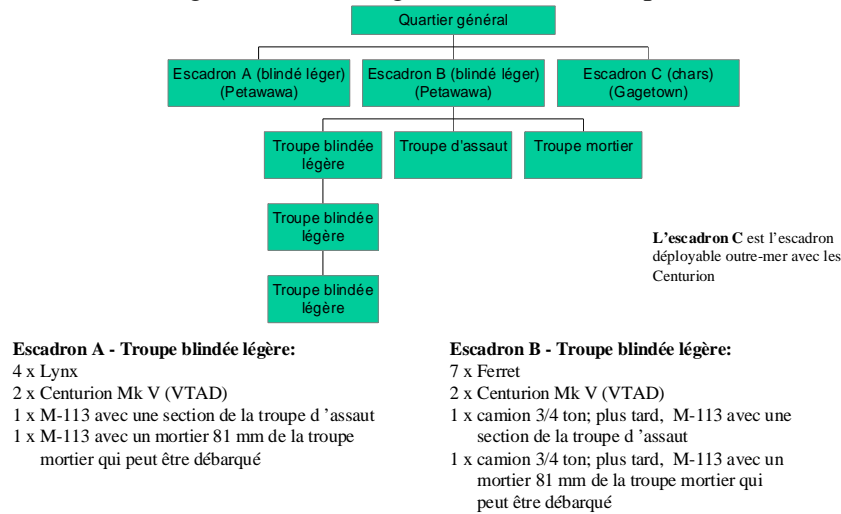 Quartier général
Escadron A (blindé léger)
(Petawawa)
Escadron B (blindé léger)
(Petawawa)
Escadron C (chars)
(Gagetown)
Troupe blindée
légère
Troupe d'assaut
Troupe mortier
Troupe blindée
légère
Troupe blindée
légère
L'escadron C est l'escadron
déployable outre-mer avec les
Centurion
Escadron A - Troupe blindée légère:
4 x Lynx
2 x Centurion Mk V (VTAD)
1 x M-113 avec une section de la troupe d 'assaut
1 x M-113 avec un mortier 81 mm de la troupe
mortier qui peut être débarqué
Escadron B - Troupe blindée légère:
7 x Ferret
2 x Centurion Mk V (VTAD)
1 x camion 3/4 ton; plus tard, M-113 avec une
section de la troupe d 'assaut
1 x camion 3/4 ton; plus tard, M-113 avec un
mortier 81 mm de la troupe mortier qui
peut être débarqué